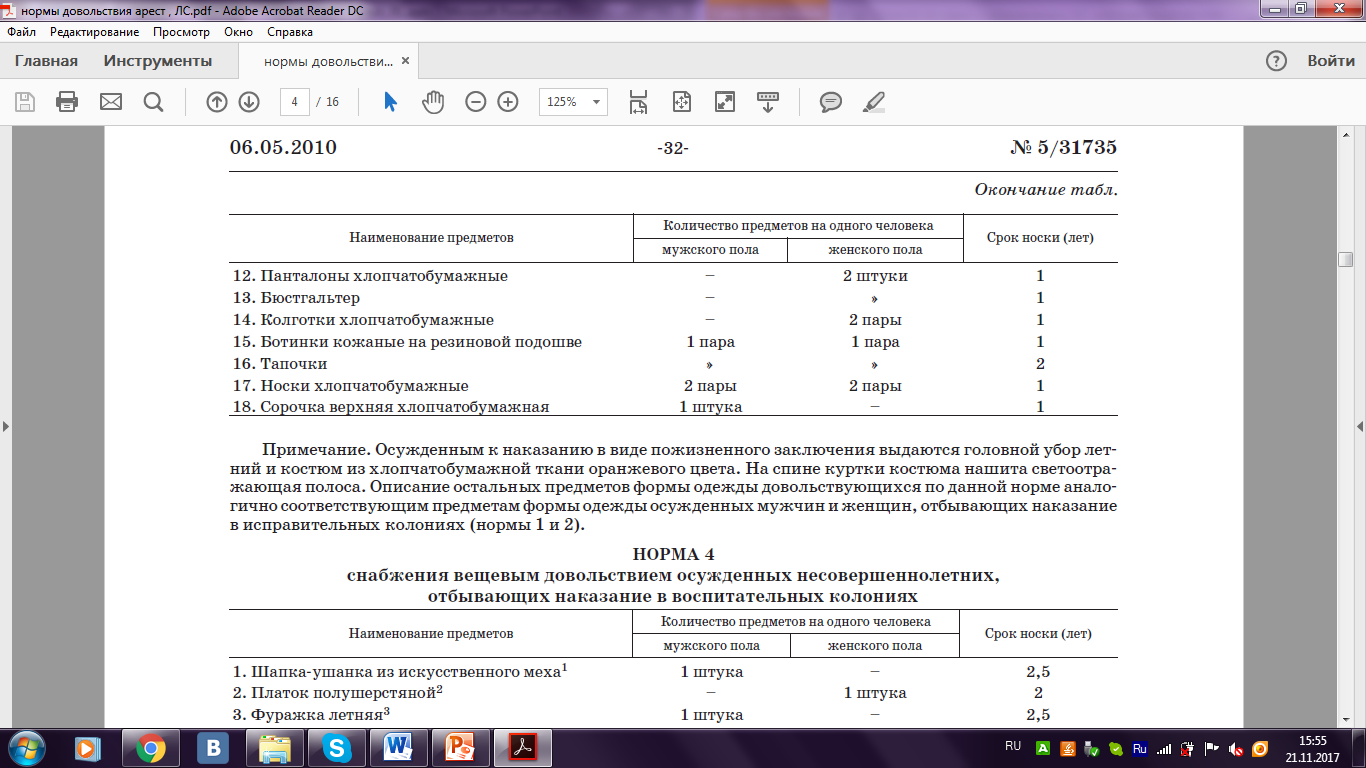 нормы довольствия арест , ЛС.pdf - Adobe Acrobat Reader DC
Файл Редактирование Просмотр Окно Справка
Главная Инструменты нормы довольстви... × Войти
4 / 16 125%
06.05.2010 -32- № 5/31735
Окончание табл.
Наименование предметов Количество предметов на одного человека Срок носки (лет)
мужского пола женского пола
12. Панталоны хлопчатобумажные – 2 штуки 1
13. Бюстгальтер – » 1
14. Колготки хлопчатобумажные – 2 пары 1
15. Ботинки кожаные на резиновой подошве 1 пара 1 пара 1
16. Тапочки » » 2
17. Носки хлопчатобумажные 2 пары 2 пары 1
18. Сорочка верхняя хлопчатобумажная 1 штука – 1
Примечание. Осужденным к наказанию в виде пожизненного заключения выдаются головной убор лет-
ний и костюм из хлопчатобумажной ткани оранжевого цвета. На спине куртки костюма нашита светоотра-
жающая полоса. Описание остальных предметов формы одежды довольствующихся по данной норме анало-
гично соответствующим предметам формы одежды осужденных мужчин и женщин, отбывающих наказание
в исправительных колониях (нормы 1 и 2).
НОРМА 4
снабжения вещевым довольствием осужденных несовершеннолетних,
отбывающих наказание в воспитательных колониях
Наименование предметов Количество предметов на одного человека Срок носки (лет)
мужского пола женского пола
1. Шапка-ушанка из искусственного меха1 1 штука – 2,5
2. Платок полушерстяной2 – 1 штука 2
3. Фуражка летняя3 1 штука – 2,5
RU Ru 15:55
21.11.2017